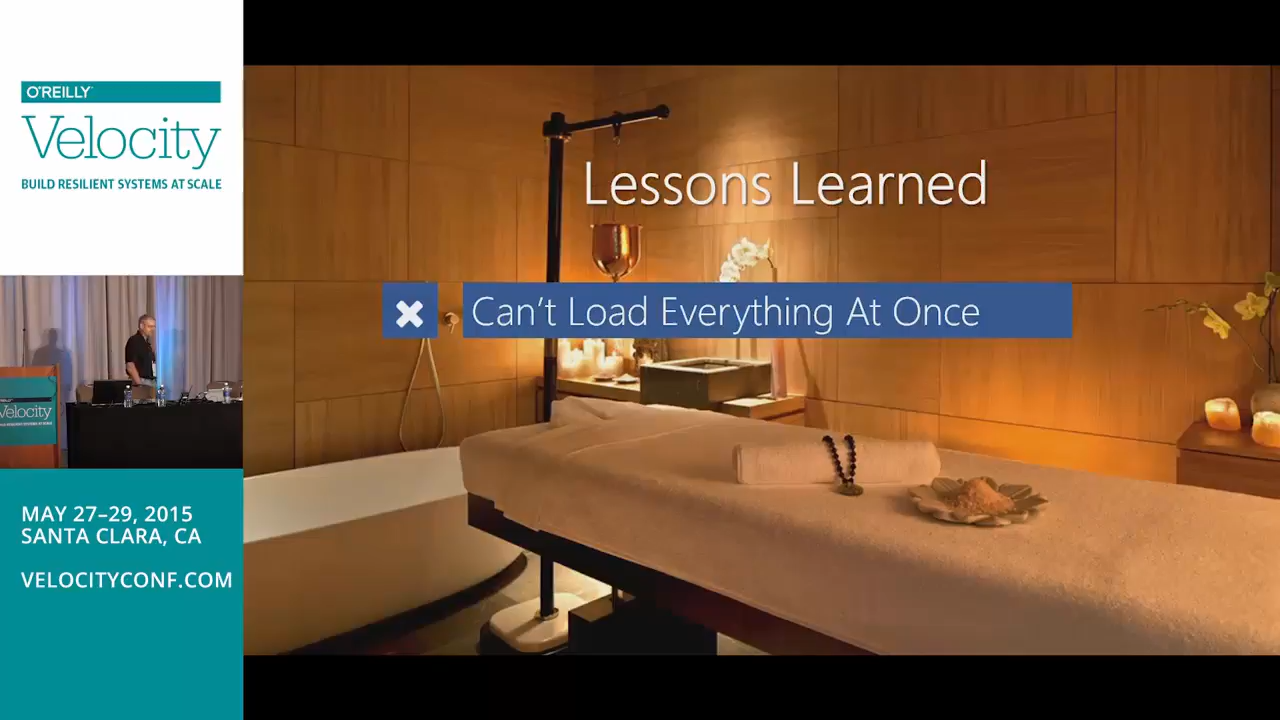 O'REILLY
Velocity
BUILD RESILIENT SYSTEMS AT SCALE
Velocity
MAY 27–29, 2015
SANTA CLARA, CA
VELOCITYCONF.COM
Lessons Learned
Can't Load Everything At Once